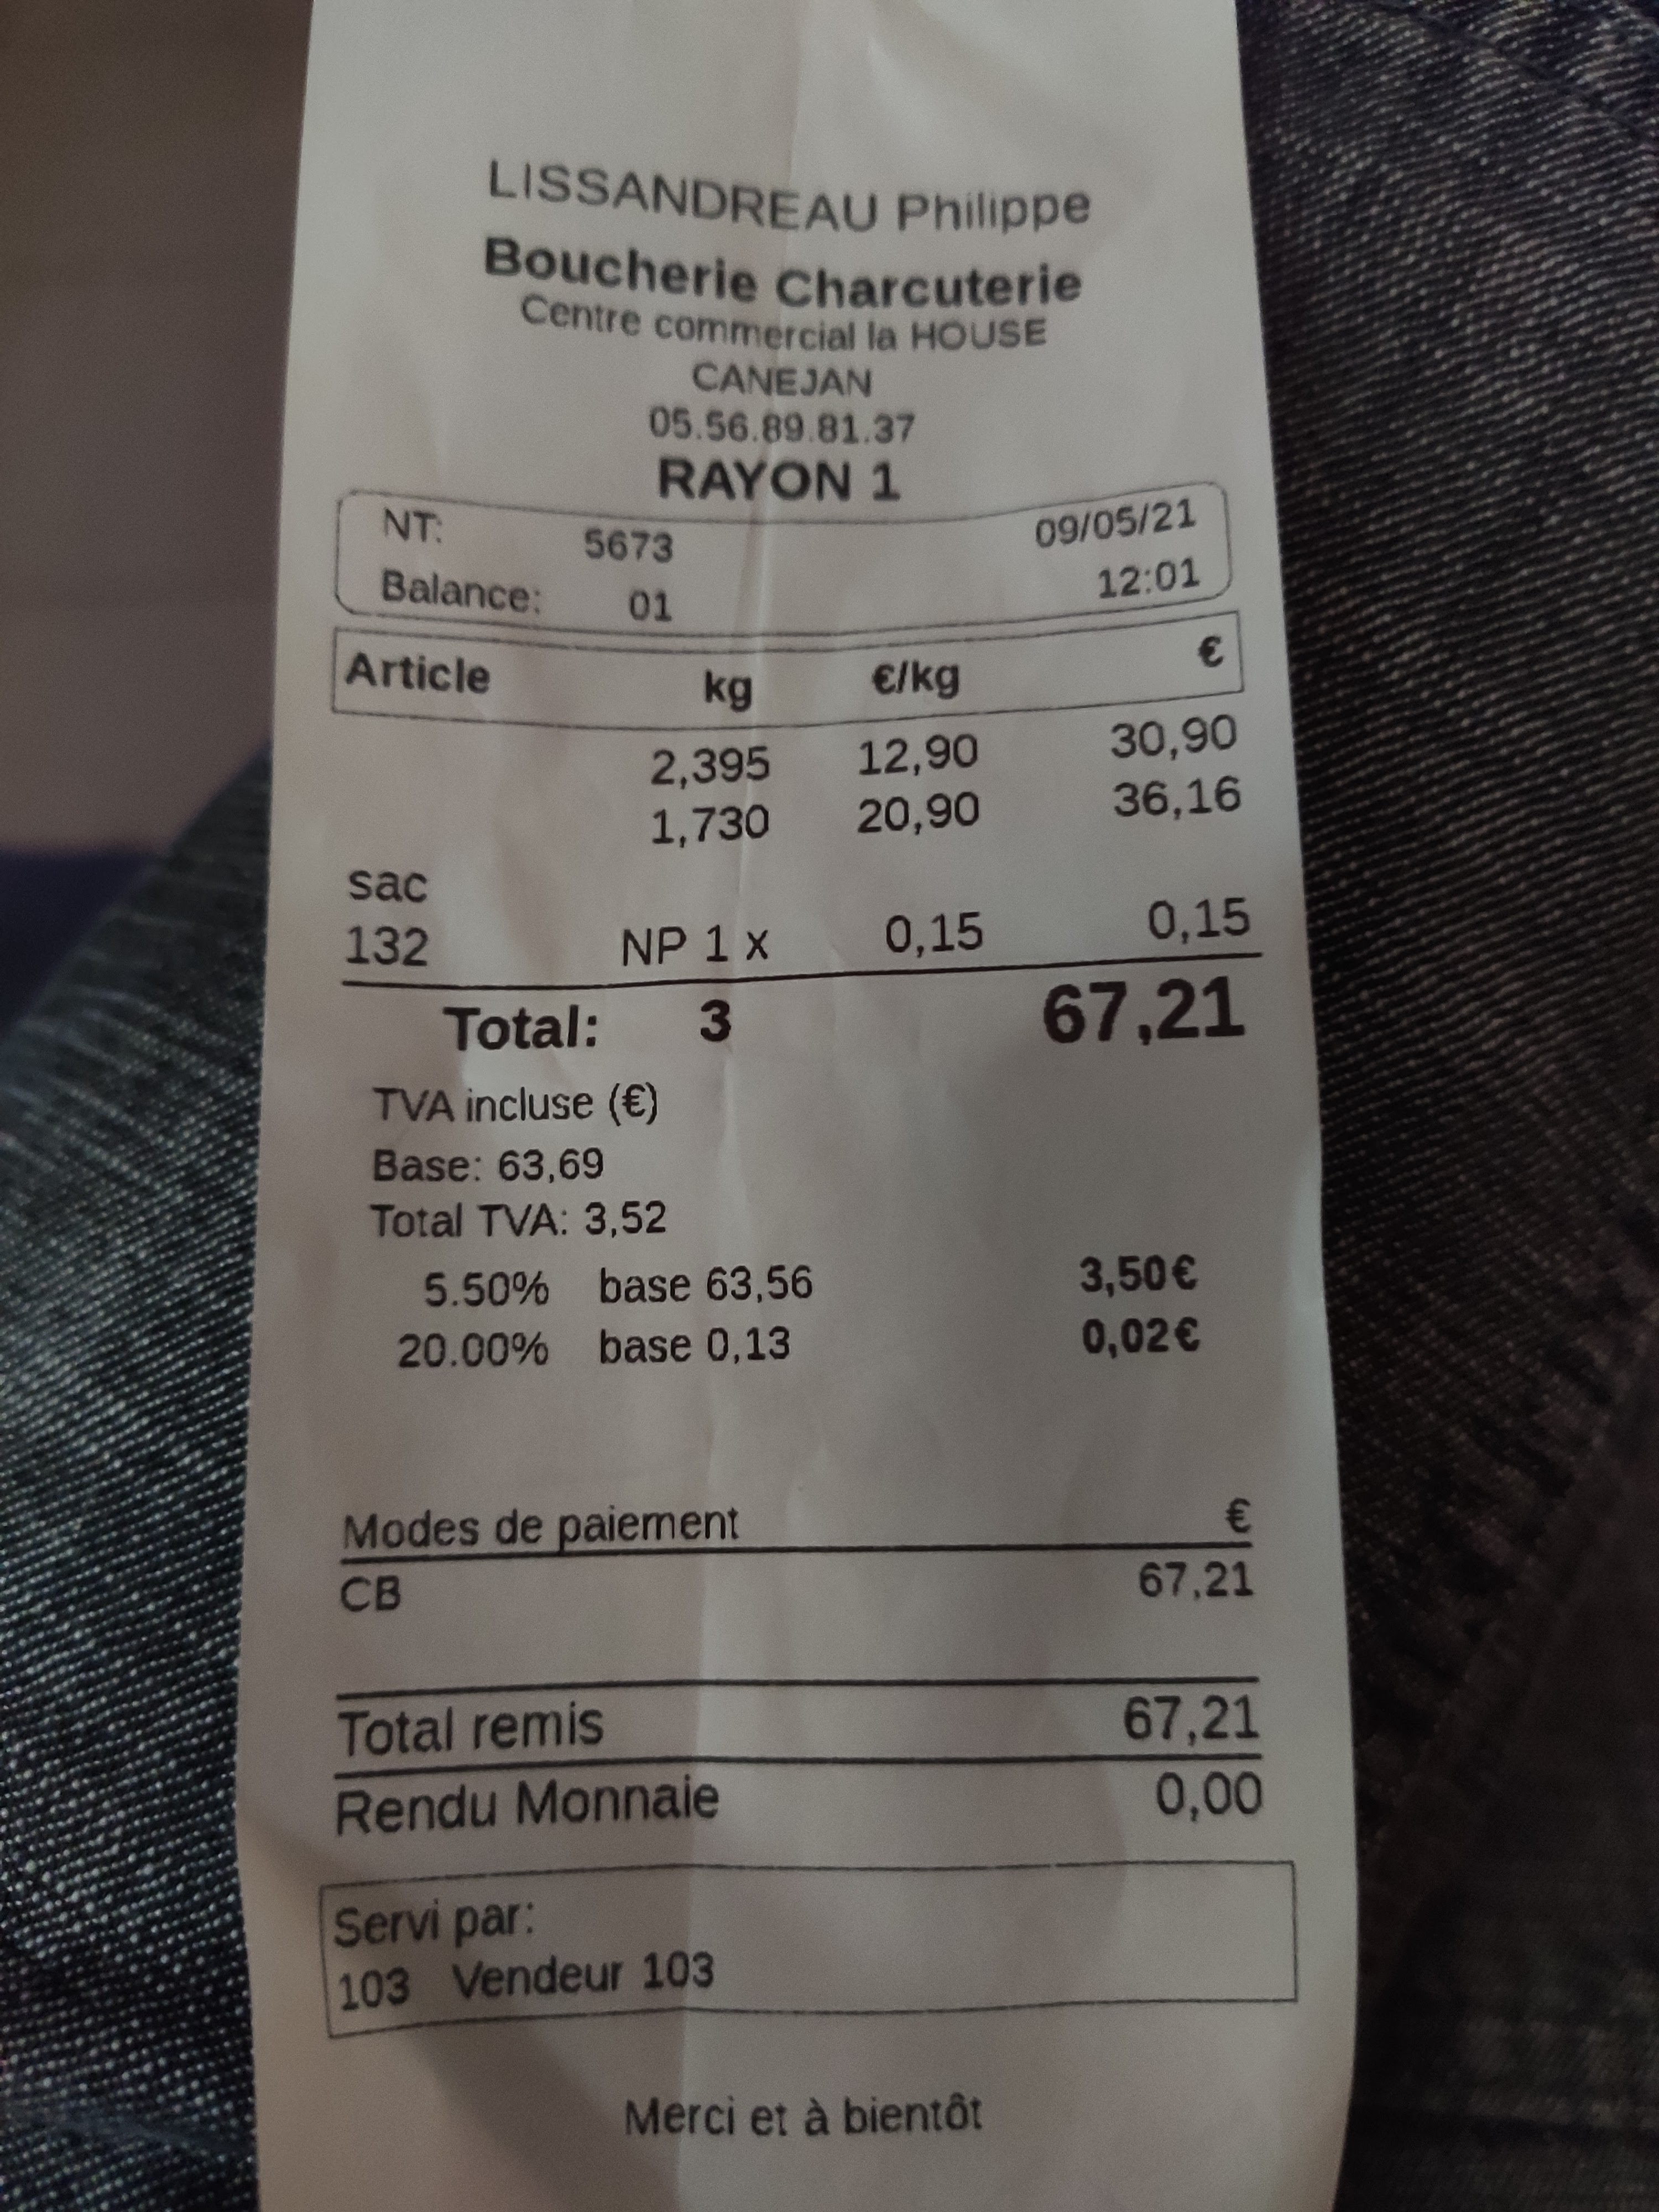 LISSANDREAU Philippe
Boucherie Charcuterie
Centre commercial la HOUSE
CANEJAN
05.56.89.81.37
RAYON 1
NT: 5673 09/05/21
Balance: 01 12:01
Article kg €/kg €
2,395 12,90 30,90
1,730 20,90 36,16
sac
132 NP 1 x 0,15 0,15
Total: 3 67,21
TVA incluse (€)
Base: 63,69
Total TVA: 3,52
5.50% base 63,56 3,50€
20.00% base 0,13 0,02€
Modes de paiement €
CB 67,21
Total remis 67,21
Rendu Monnaie 0,00
Servi par:
103 Vendeur 103
Merci et à bientôt